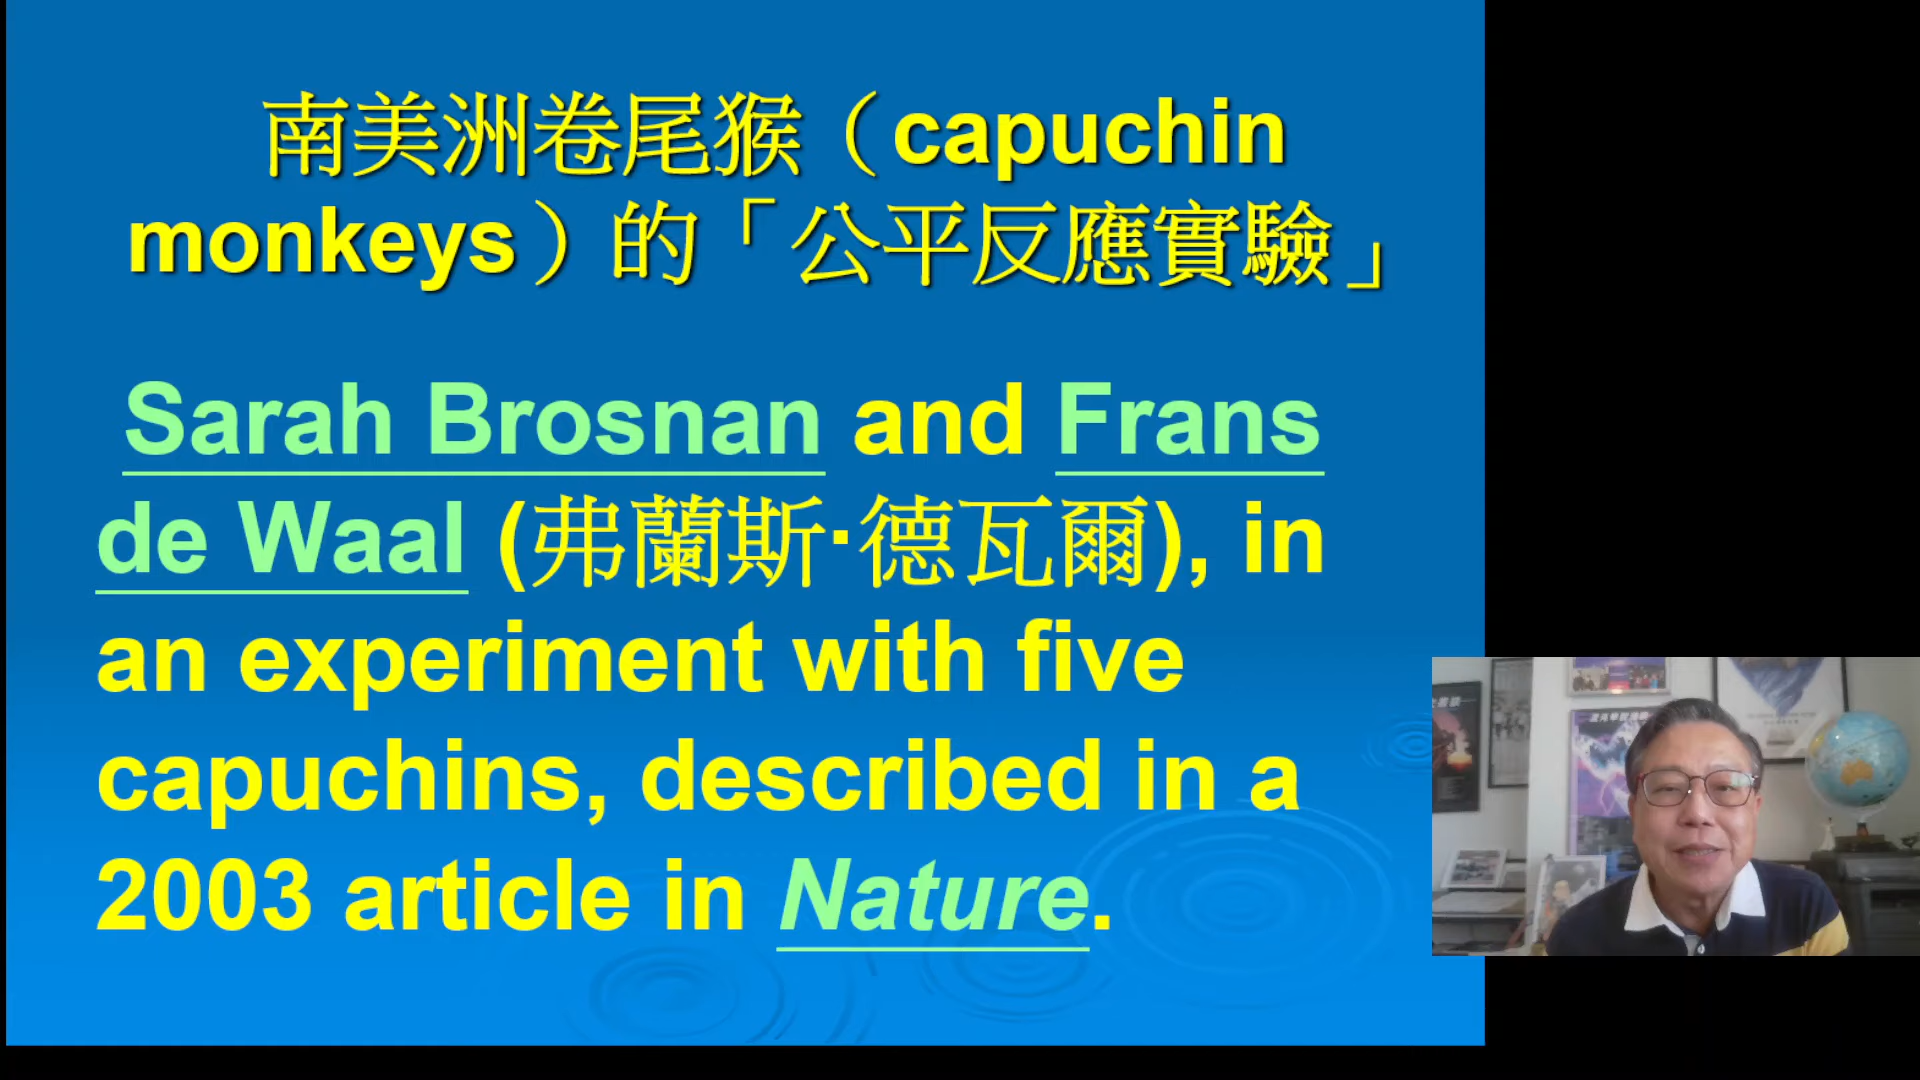 南美洲卷尾猴（capuchin
monkeys）的「公平反應實驗」
Sarah Brosnan and Frans
de Waal (弗蘭斯·德瓦爾), in
an experiment with five
capuchins, described in a
2003 article in Nature.